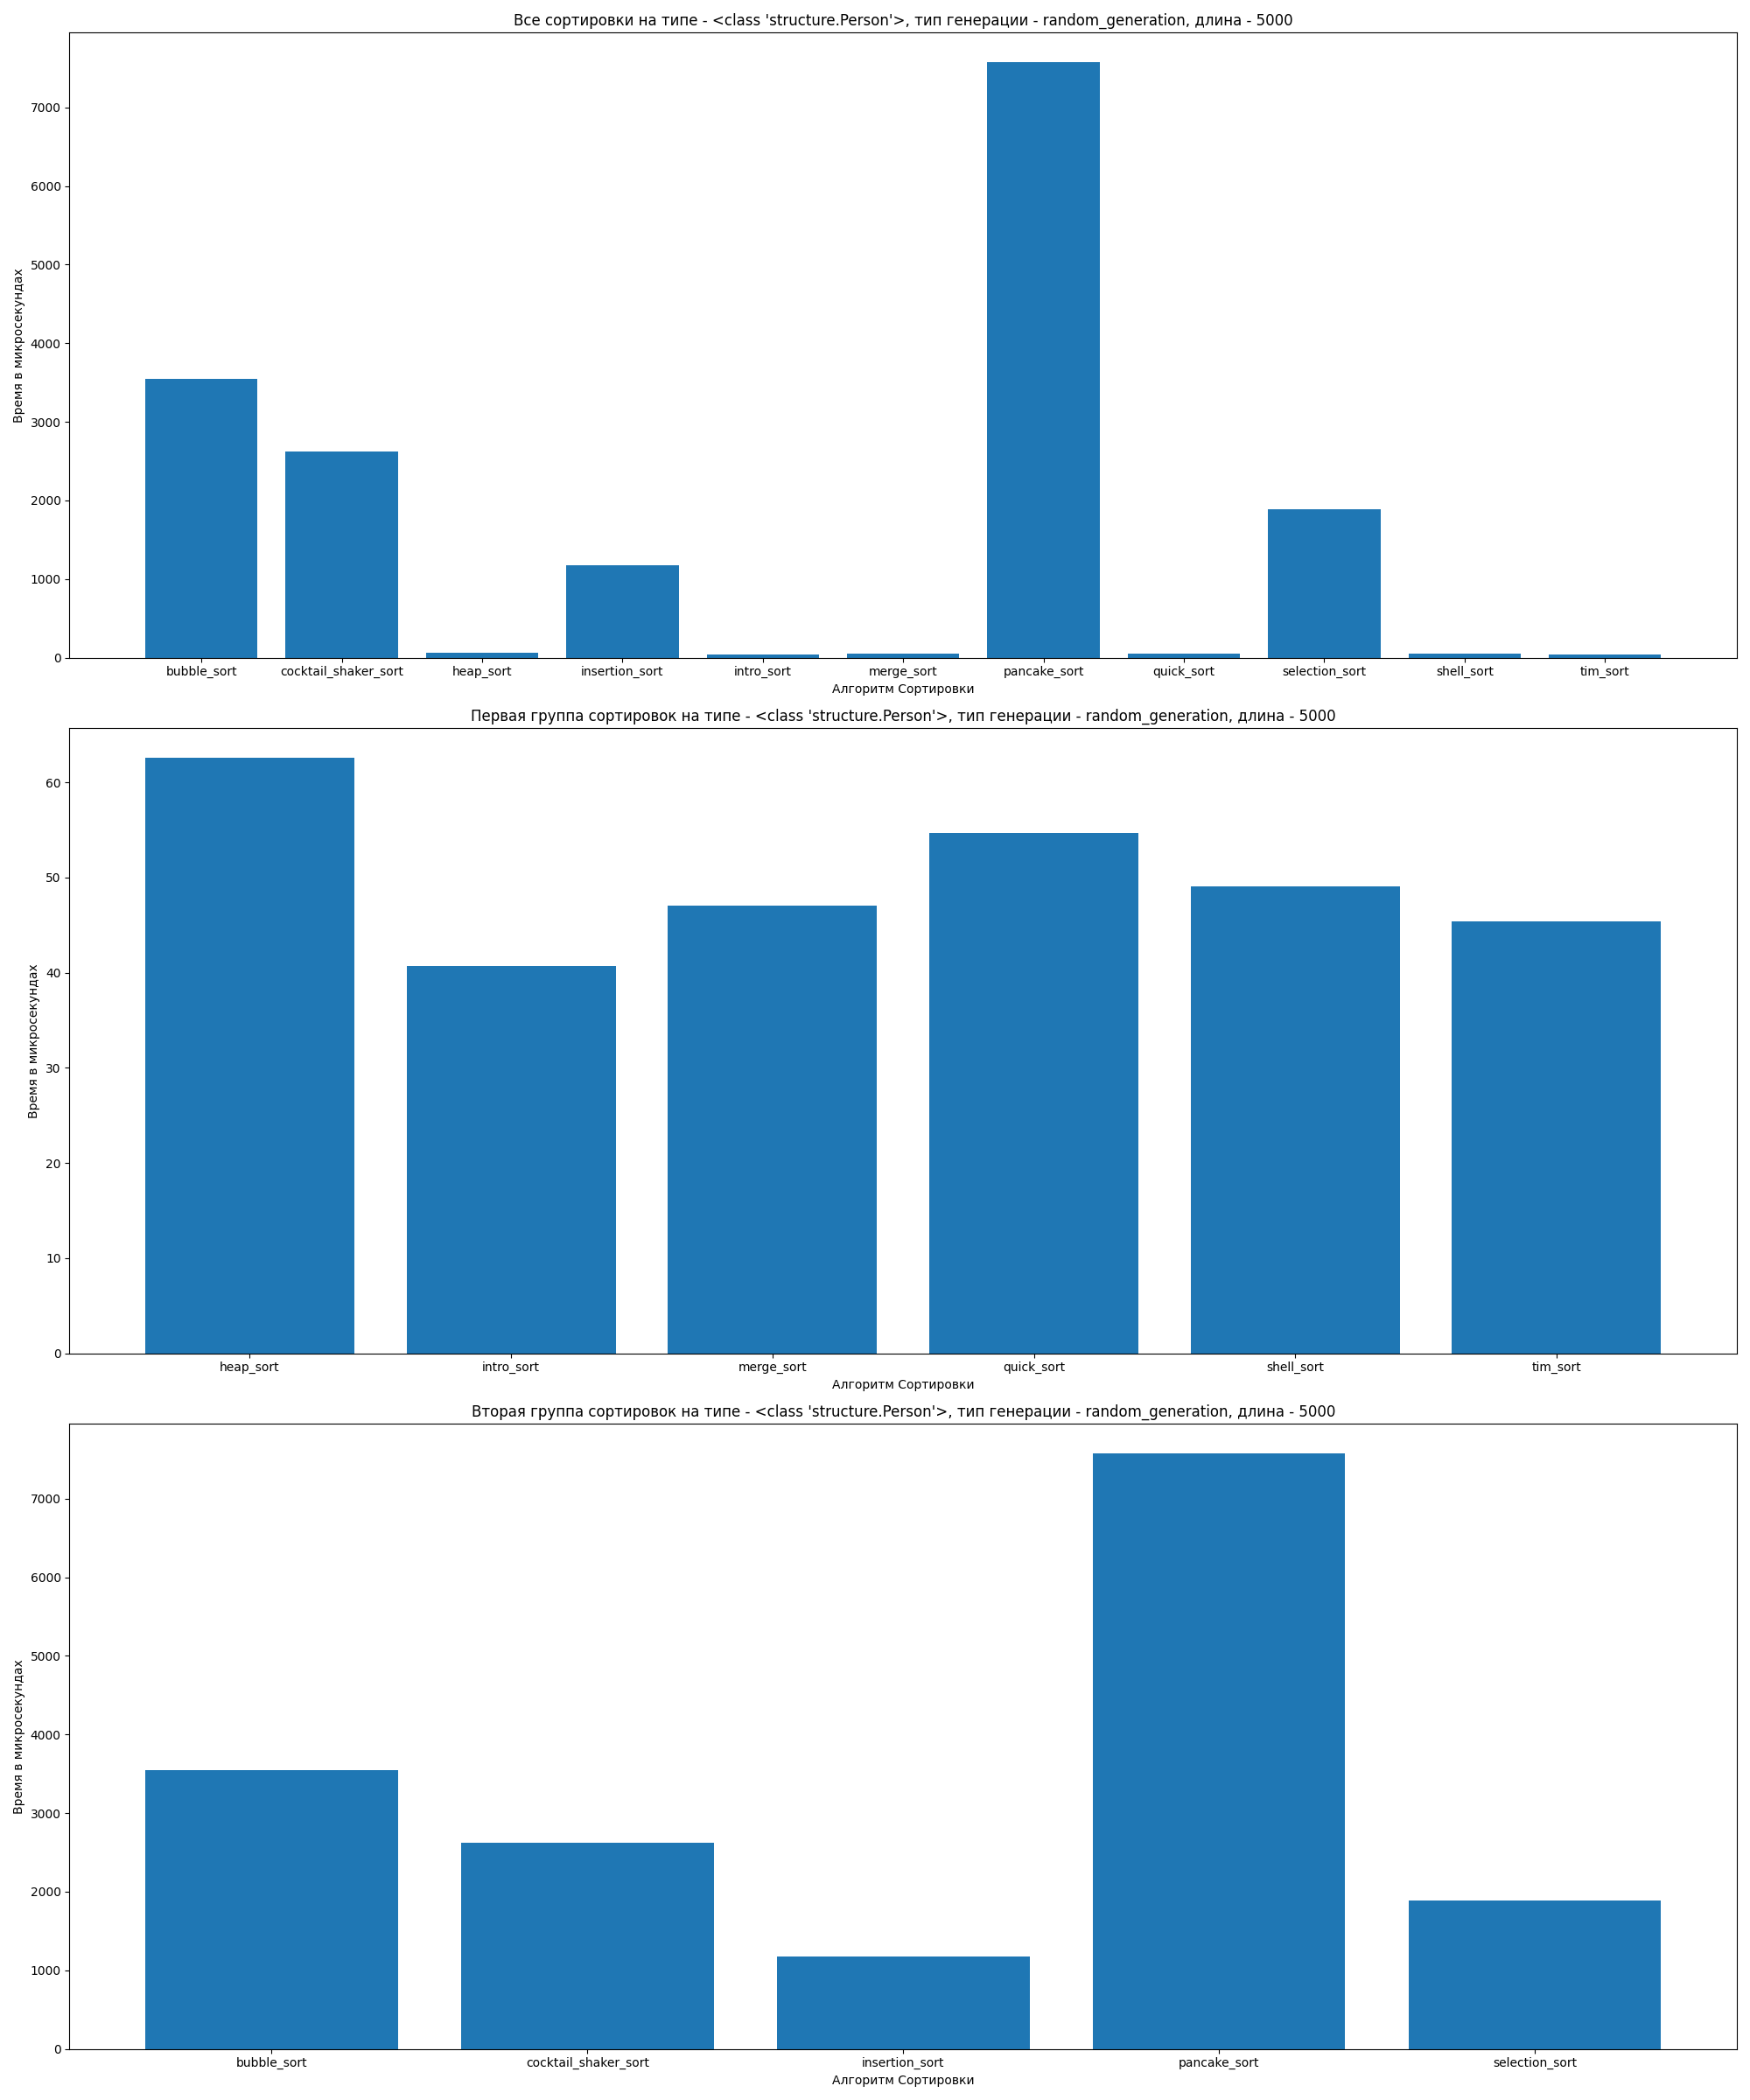 Все сортировки на типе - <class 'structure.Person'>, тип генерации - random_generation, длина - 5000
Время в микросекундах
7000
6000
5000
4000
3000
2000
1000
0
bubble_sort cocktail_shaker_sort heap_sort insertion_sort intro_sort merge_sort pancake_sort quick_sort selection_sort shell_sort tim_sort
Алгоритм Сортировки
Первая группа сортировок на типе - <class 'structure.Person'>, тип генерации - random_generation, длина - 5000
Время в микросекундах
60
50
40
30
20
10
0
heap_sort intro_sort merge_sort quick_sort shell_sort tim_sort
Алгоритм Сортировки
Вторая группа сортировок на типе - <class 'structure.Person'>, тип генерации - random_generation, длина - 5000
Время в микросекундах
7000
6000
5000
4000
3000
2000
1000
0
bubble_sort cocktail_shaker_sort insertion_sort pancake_sort selection_sort
Алгоритм Сортировки